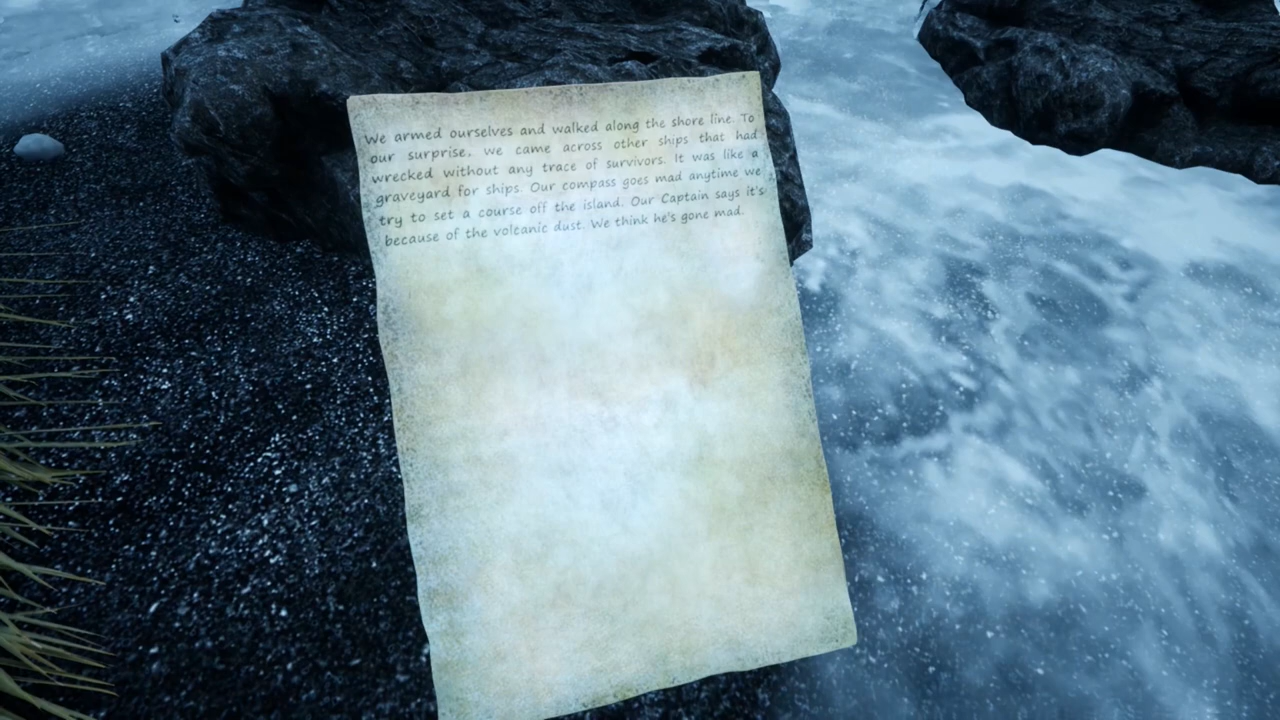 We armed ourselves and walked along the shore line. To
our surprise, we came across other ships that had
wrecked without any trace of survivors. It was like a
graveyard for ships. Our compass goes mad anytime we
try to set a course off the island. Our Captain says it's
because of the volcanic dust. We think he's gone mad.